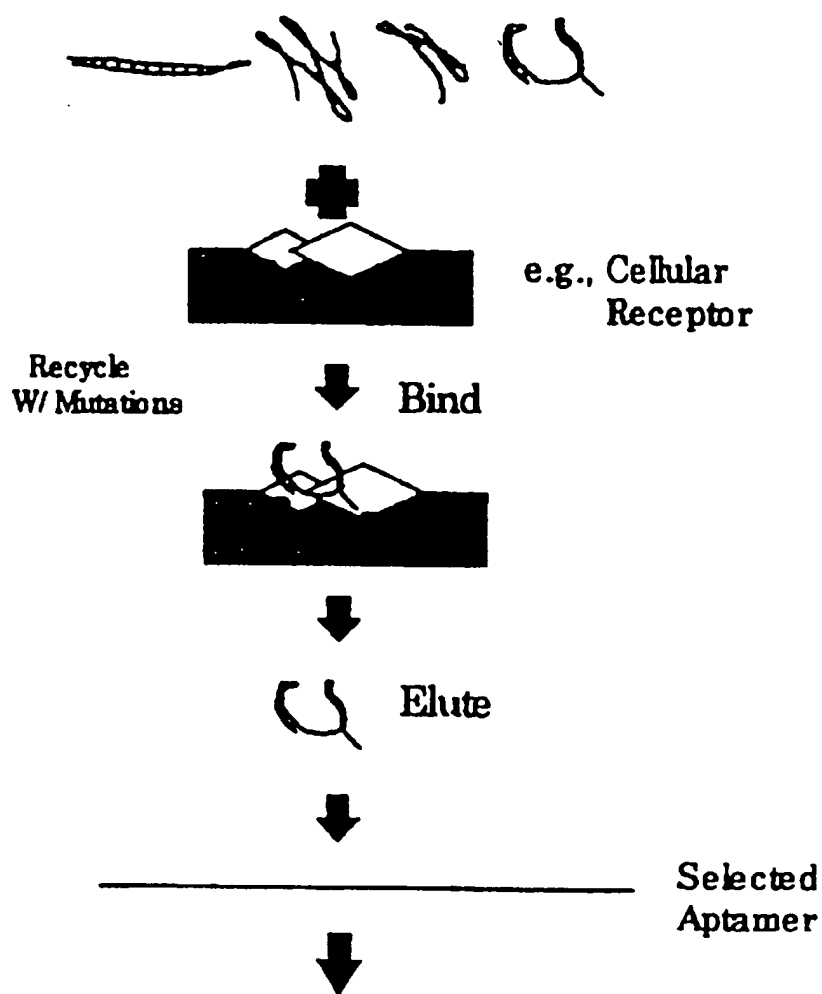 e.g., Cellular
Receptor
Recycle
W/ Mutations
Bind
Elute
Selected
Aptamer